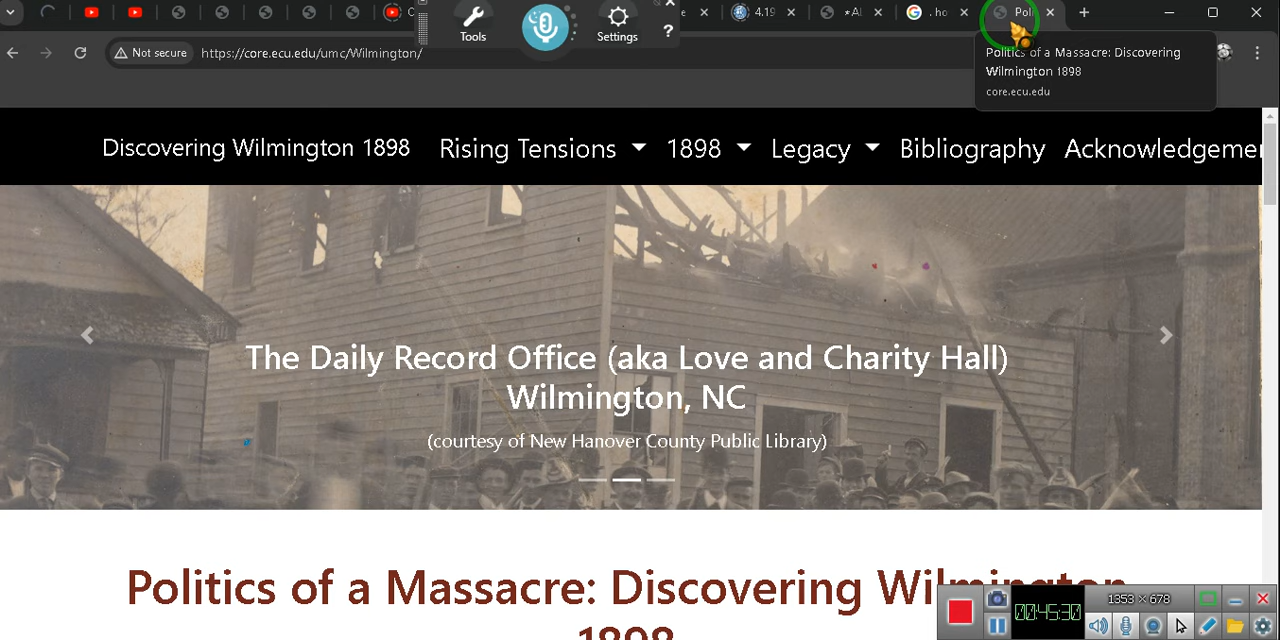 Tools
Settings
?
e
4.19
*Al
. ho
Pol
Not secure
https://core.ecu.edu/umc/Wilmington/
Politics of a Massacre: Discovering
Wilmington 1898
core.ecu.edu
Discovering Wilmington 1898 Rising Tensions 1898 Legacy Bibliography Acknowledgemen
The Daily Record Office (aka Love and Charity Hall)
Wilmington, NC
(courtesy of New Hanover County Public Library)
Politics of a Massacre: Discovering Wilmington
1898
1353 × 678
00:45:30